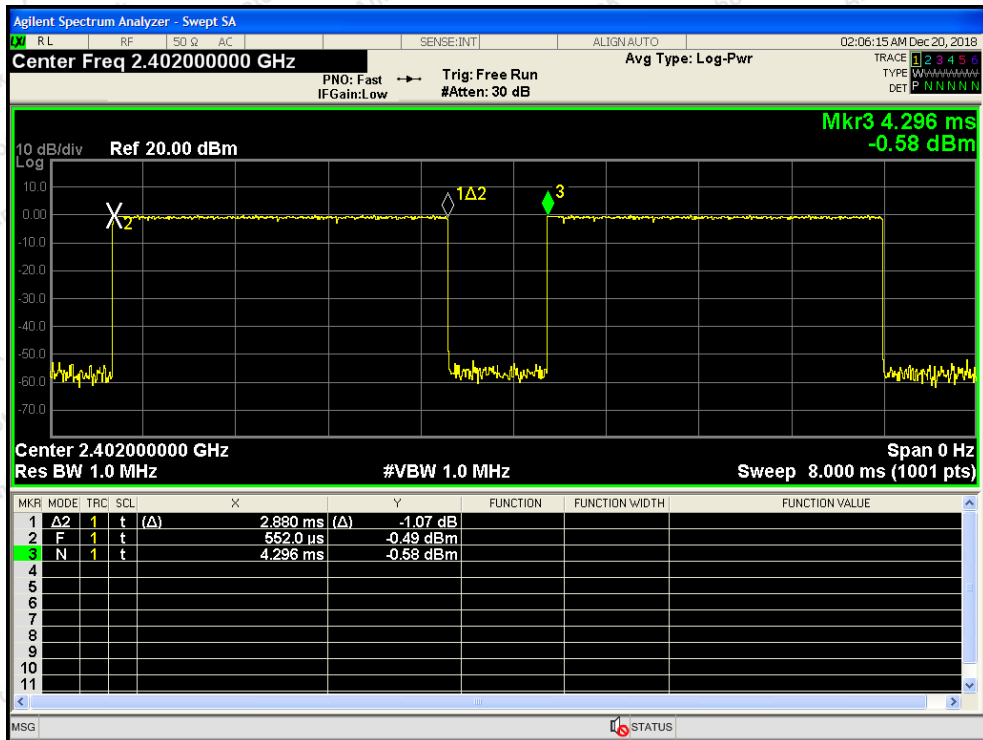 Agilent Spectrum Analyzer - Swept SA
LXI RL RF 50 Ω AC SENSE:INT ALIGNAUTO 02:06:15 AM Dec 20, 2018
Center Freq 2.402000000 GHz
Avg Type: Log-Pwr
TRACE 1 2 3 4 5 6
PNO: Fast Trig: Free Run
TYPE WWWWWW
IFGain:Low #Atten: 30 dB
DET P N N N N N
Mkr3 4.296 ms
10 dB/div Ref 20.00 dBm -0.58 dBm
Log
10.0
0.00
-10.0
-20.0
-30.0
-40.0
-50.0
-60.0
-70.0
X2
1Δ2
3
Center 2.402000000 GHz Span 0 Hz
Res BW 1.0 MHz #VBW 1.0 MHz Sweep 8.000 ms (1001 pts)
MKR MODE TRC SCL X Y FUNCTION FUNCTION WIDTH FUNCTION VALUE
1 Δ2 1 t (Δ) 2.880 ms (Δ) -1.07 dB
2 F 1 t 552.0 µs -0.49 dBm
3 N 1 t 4.296 ms -0.58 dBm
4
5
6
7
8
9
10
11
MSG STATUS